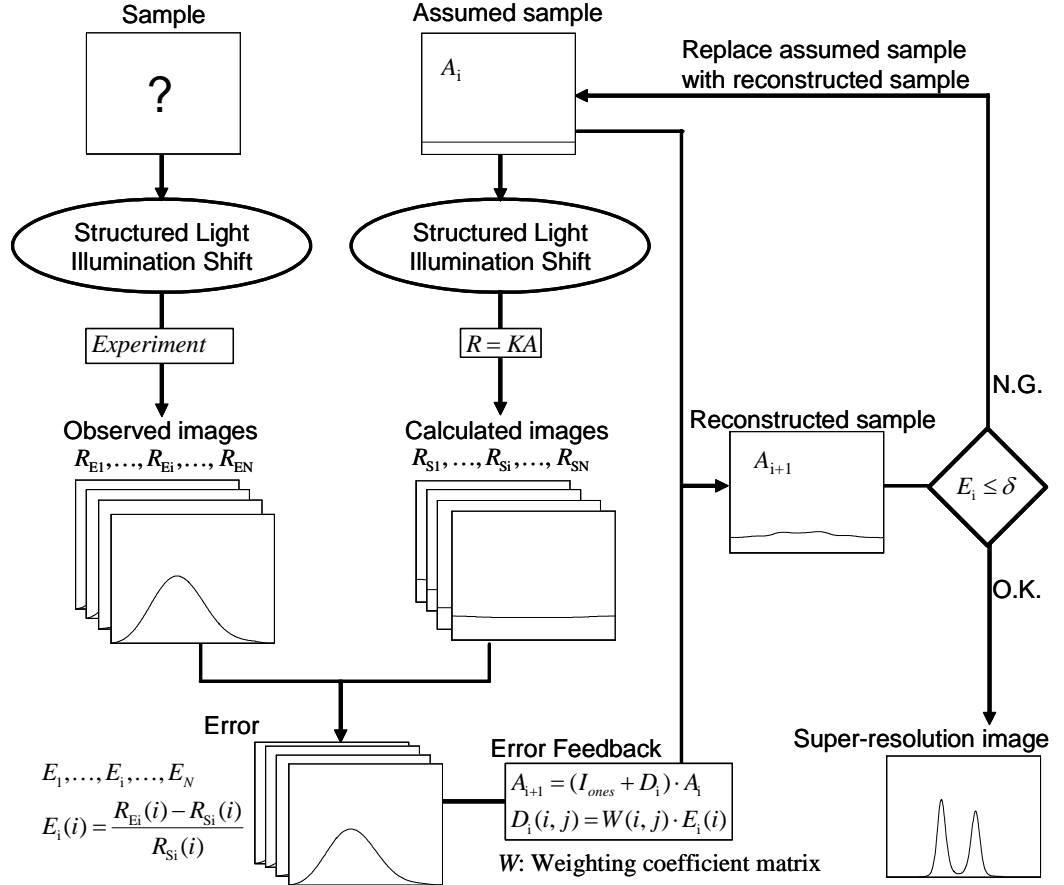 Sample
?
Structured Light
Illumination Shift
Experiment
Observed images
R_E1,…, R_Ei,…, R_EN
Assumed sample
A_i
Structured Light
Illumination Shift
R = KA
Calculated images
R_S1,…, R_Si,…, R_SN
Replace assumed sample
with reconstructed sample
N.G.
Reconstructed sample
A_i+1
E_i ≤ δ
O.K.
Super-resolution image
Error
E_1,…, E_i,…, E_N
E_i(i) = (R_Ei(i) − R_Si(i)) / R_Si(i)
Error Feedback
A_i+1 = (I_ones + D_i) · A_i
D_i(i, j) = W(i, j) · E_i(i)
W: Weighting coefficient matrix